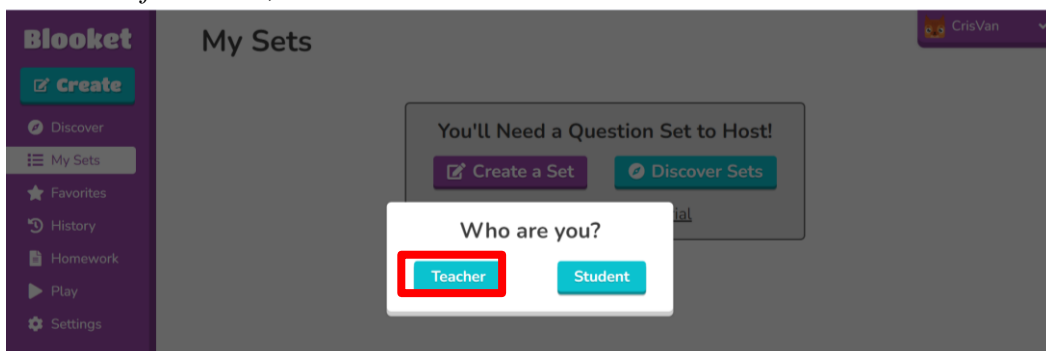 Blooket
My Sets
CrisVan
Create
Discover
You'll Need a Question Set to Host!
My Sets
Create a Set
Discover Sets
Favorites
Who are you?
History
Homework
Teacher
Student
Play
Settings